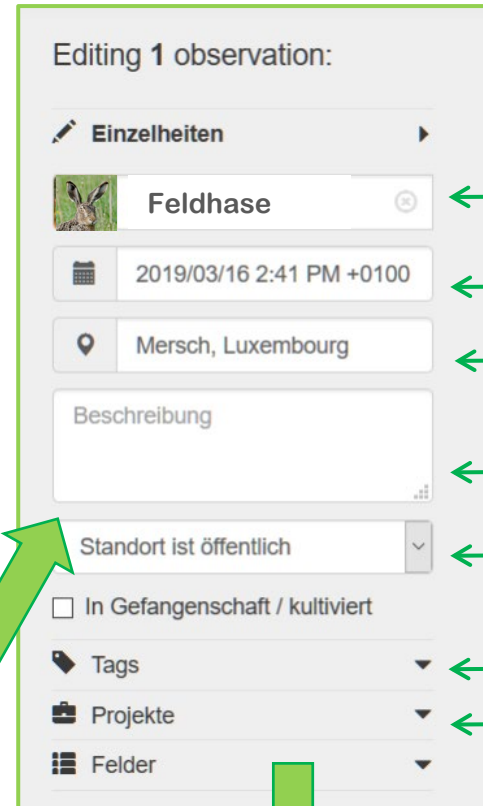 Editing 1 observation:
Einzelheiten
Feldhase
2019/03/16 2:41 PM +0100
Mersch, Luxembourg
Beschreibung
Standort ist öffentlich
In Gefangenschaft / kultiviert
Tags
Projekte
Felder